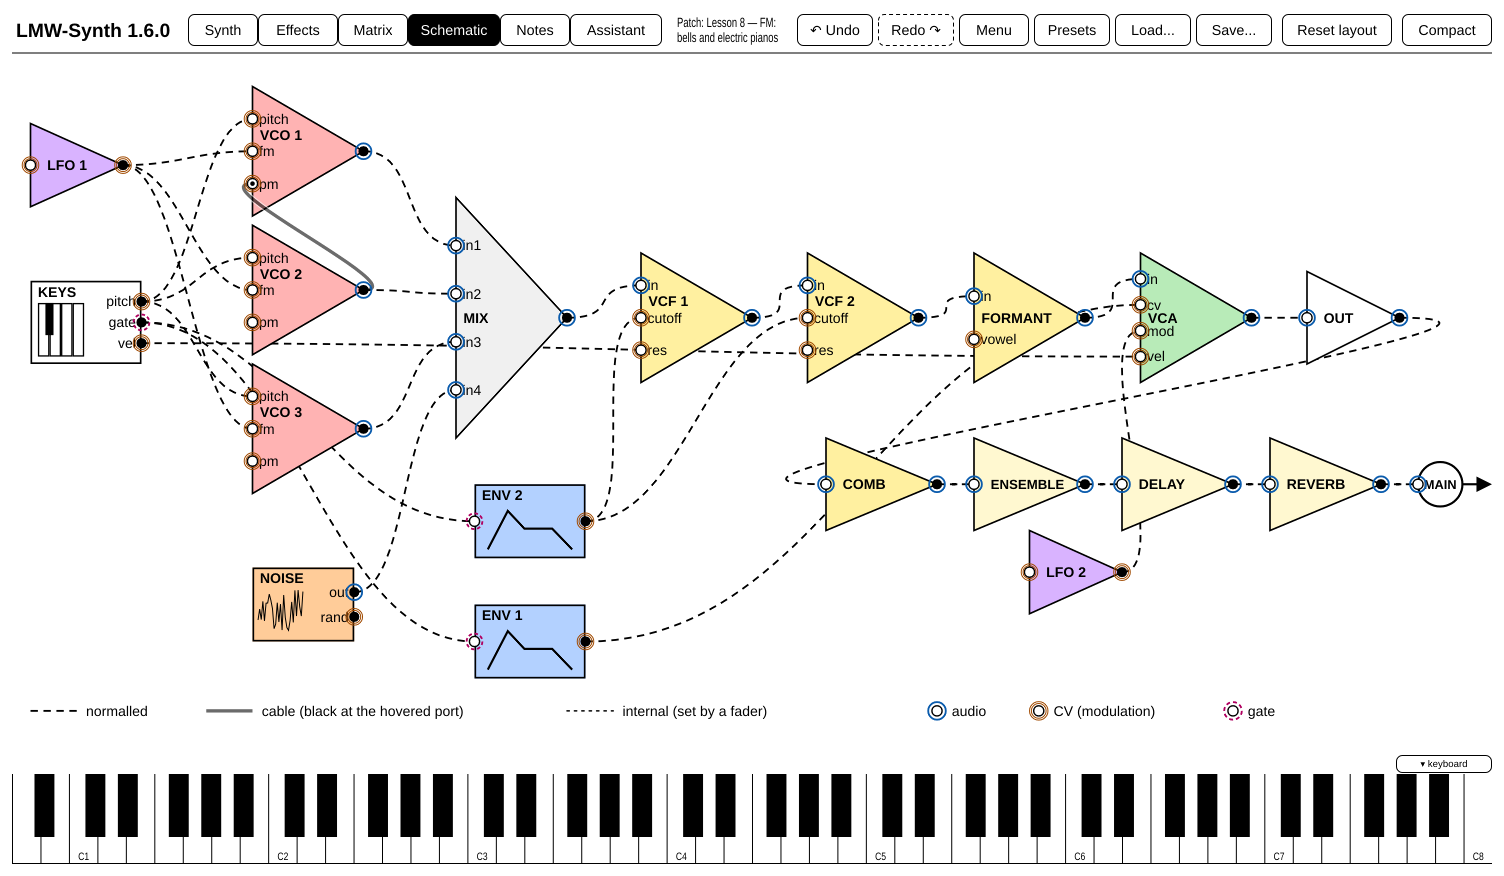 LMW-Synth 1.6.0
Synth
Effects
Matrix
Schematic
Notes
Assistant
Patch: Lesson 8 — FM:
bells and electric pianos
↶ Undo
Redo ↷
Menu
Presets
Load...
Save...
Reset layout
Compact
LFO 1
pitch
VCO 1
fm
pm
pitch
VCO 2
fm
pm
KEYS
pitch
gate
vel
pitch
VCO 3
fm
pm
in1
in2
MIX
in3
in4
in
VCF 1
cutoff
res
in
VCF 2
cutoff
res
in
FORMANT
vowel
in
cv
VCA
mod
vel
OUT
COMB
ENSEMBLE
DELAY
REVERB
MAIN
ENV 2
LFO 2
NOISE
out
rand
ENV 1
normalled
cable (black at the hovered port)
internal (set by a fader)
audio
CV (modulation)
gate
▾ keyboard
C1
C2
C3
C4
C5
C6
C7
C8